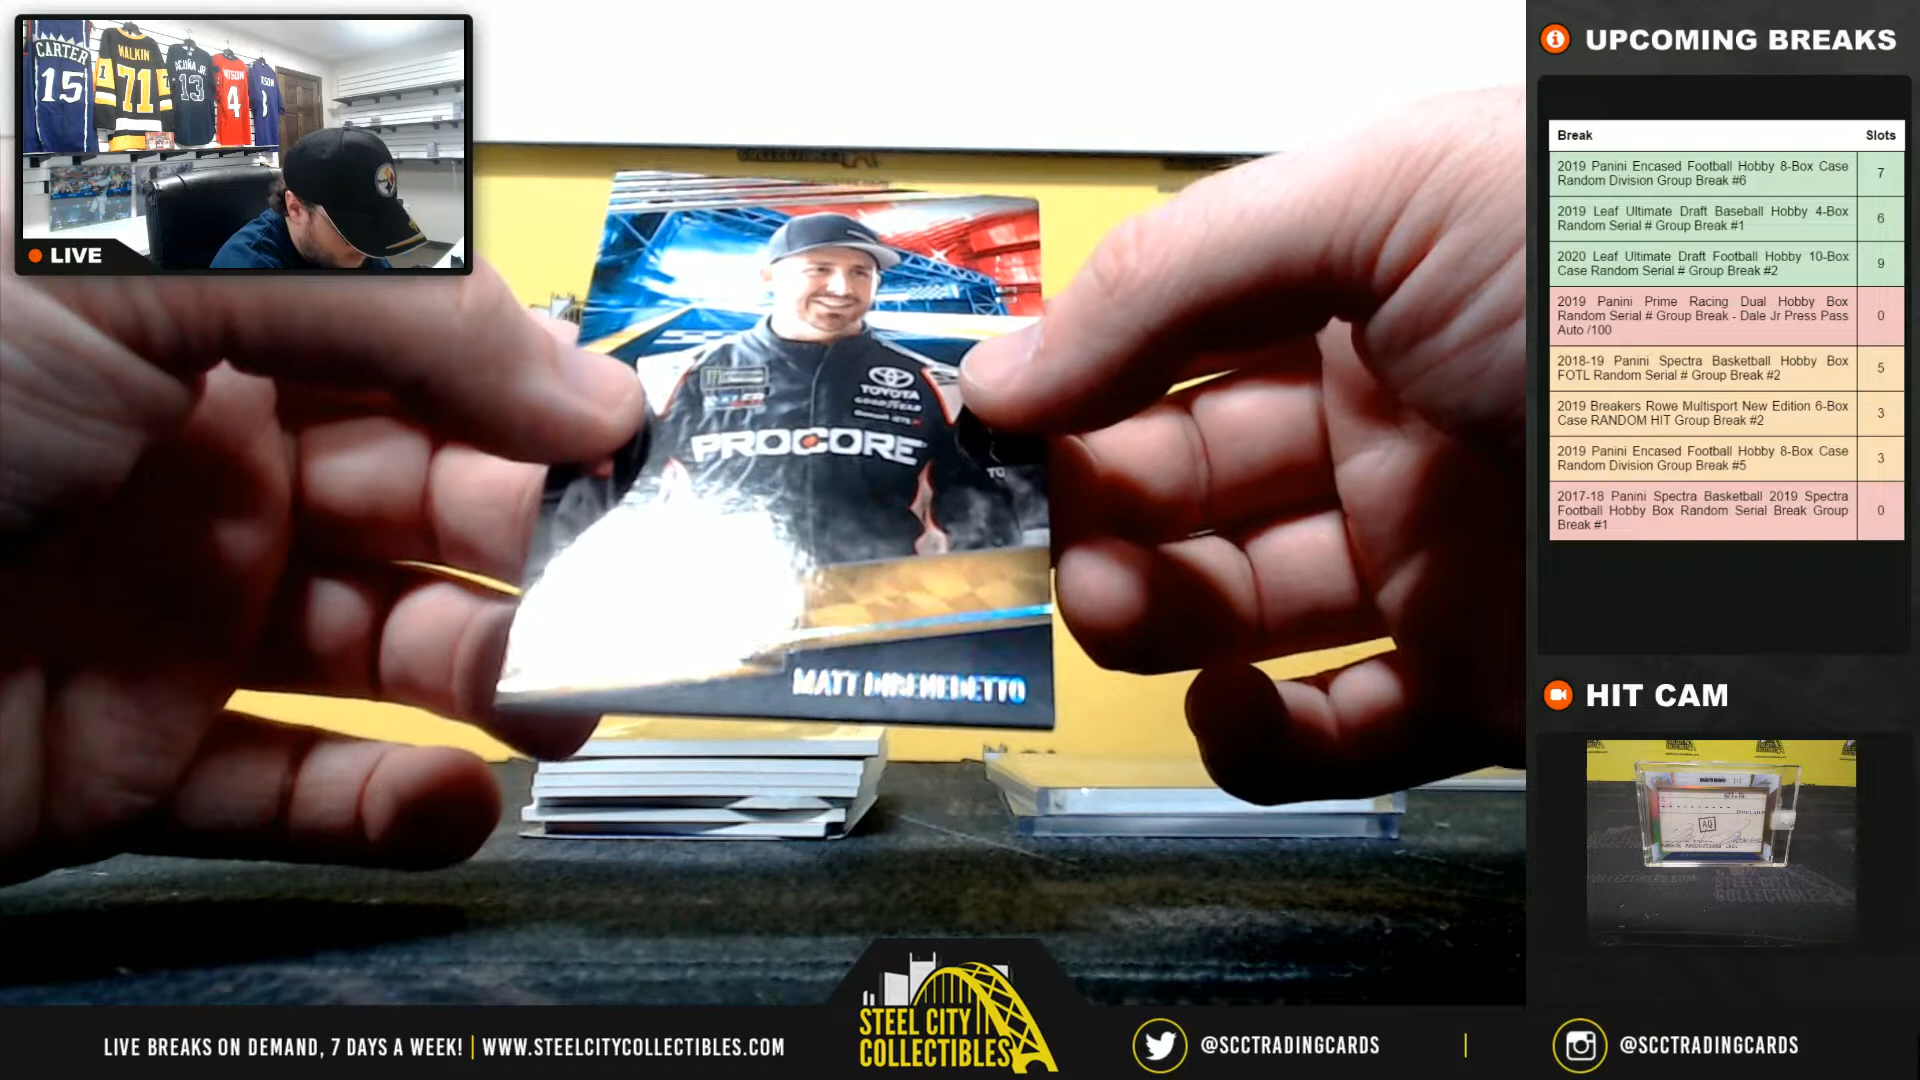 CARTER
15
MALKIN
71
ACUÑA JR.
13
4
LIVE
TOYOTA
PROCORE
MATT DIBENEDETTO
UPCOMING BREAKS
Break Slots
2019 Panini Encased Football Hobby 8-Box Case
Random Division Group Break #6
7
2019 Leaf Ultimate Draft Baseball Hobby 4-Box
Random Serial # Group Break #1
6
2020 Leaf Ultimate Draft Football Hobby 10-Box
Case Random Serial # Group Break #2
9
2019 Panini Prime Racing Dual Hobby Box
Random Serial # Group Break - Dale Jr Press Pass
Auto /100
0
2018-19 Panini Spectra Basketball Hobby Box
FOTL Random Serial # Group Break #2
5
2019 Breakers Rowe Multisport New Edition 6-Box
Case RANDOM HIT Group Break #2
3
2019 Panini Encased Football Hobby 8-Box Case
Random Division Group Break #5
3
2017-18 Panini Spectra Basketball 2019 Spectra
Football Hobby Box Random Serial Break Group
Break #1
0
HIT CAM
AQ
STEEL CITY
COLLECTIBLES
LIVE BREAKS ON DEMAND, 7 DAYS A WEEK! | WWW.STEELCITYCOLLECTIBLES.COM
STEEL CITY
COLLECTIBLES
@SCCTRADINGCARDS | @SCCTRADINGCARDS